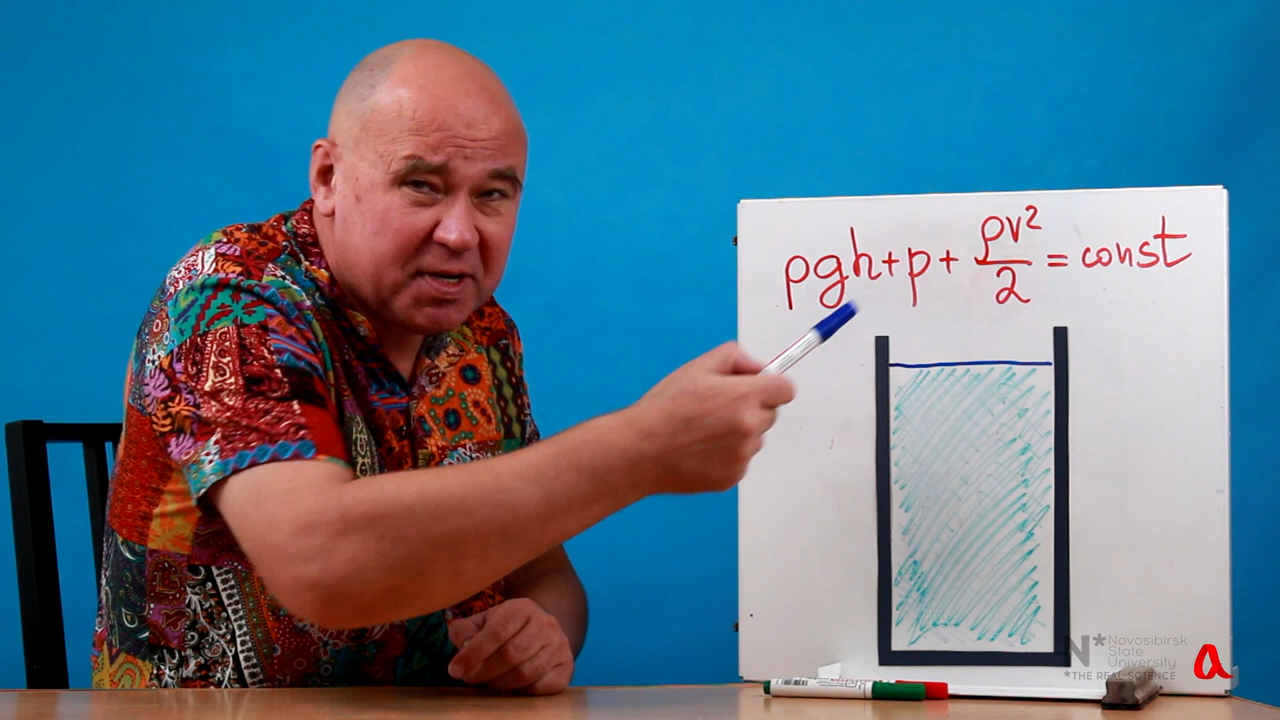 ρgh+p+ρv²/2=const
N*
Novosibirsk
State
University
*THE REAL SCIENCE
a